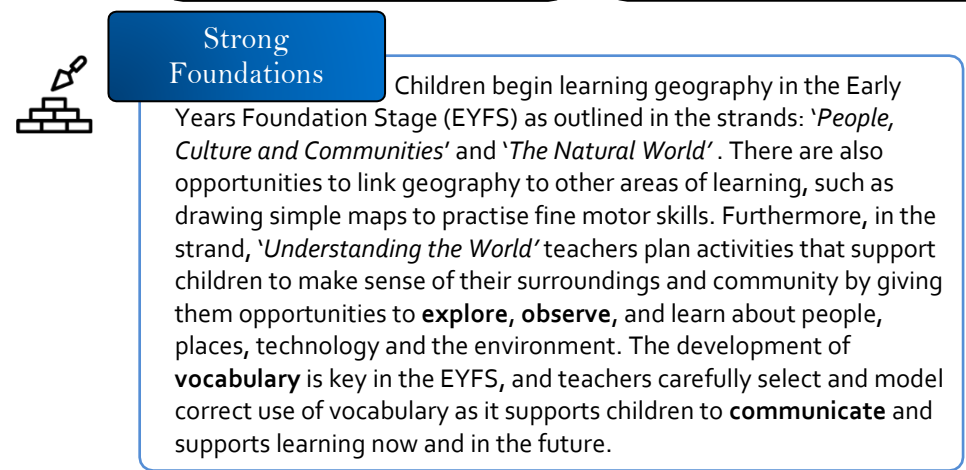 Strong
Foundations
Children begin learning geography in the Early
Years Foundation Stage (EYFS) as outlined in the strands: ‘People,
Culture and Communities’ and ‘The Natural World’ . There are also
opportunities to link geography to other areas of learning, such as
drawing simple maps to practise fine motor skills. Furthermore, in the
strand, ‘Understanding the World’ teachers plan activities that support
children to make sense of their surroundings and community by giving
them opportunities to explore, observe, and learn about people,
places, technology and the environment. The development of
vocabulary is key in the EYFS, and teachers carefully select and model
correct use of vocabulary as it supports children to communicate and
supports learning now and in the future.